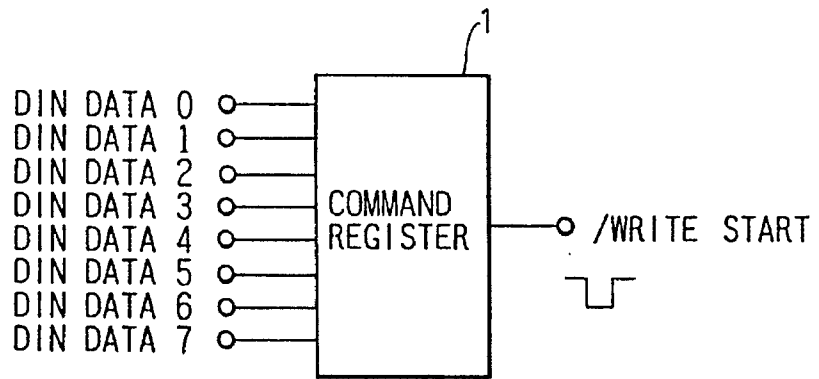 1
DIN DATA 0
DIN DATA 1
DIN DATA 2
DIN DATA 3
DIN DATA 4
DIN DATA 5
DIN DATA 6
DIN DATA 7
COMMAND
REGISTER
/WRITE START